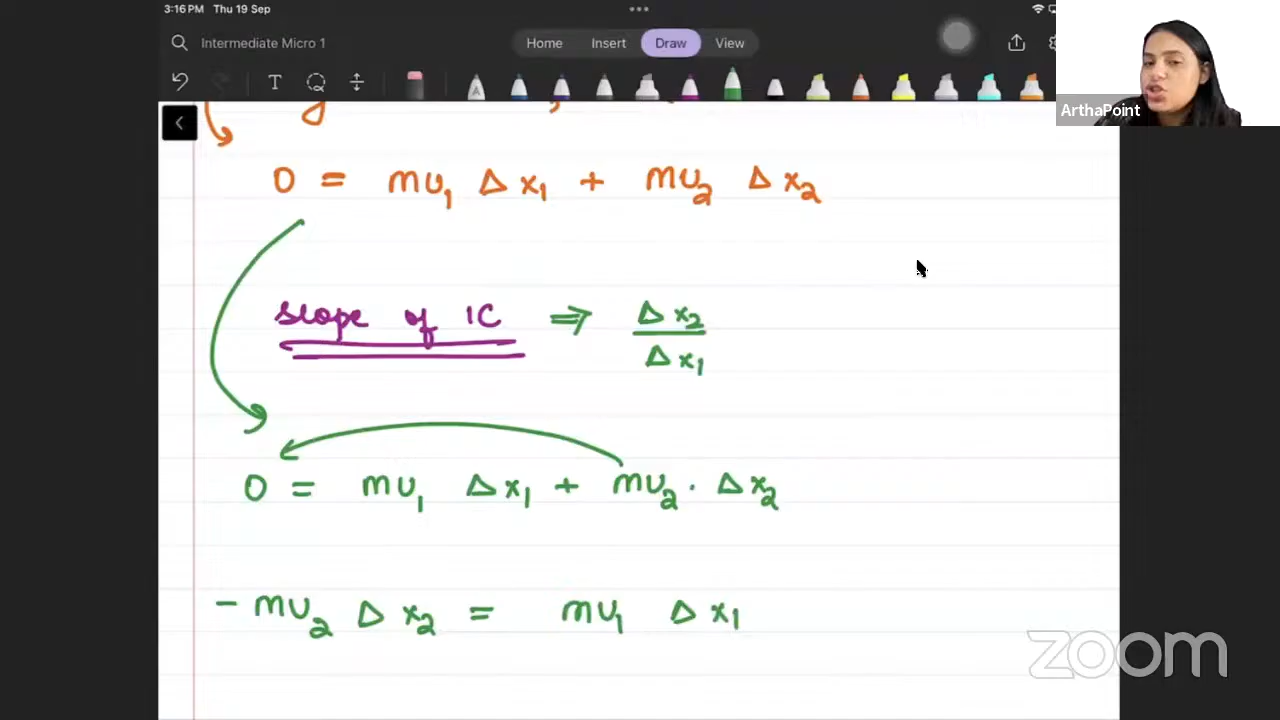 3:16 PM Thu 19 Sep
Intermediate Micro 1
Home Insert Draw View
T
A
ArthaPoint
0 = MU₁ Δx₁ + MU₂ Δx₂
slope of IC ⇒ Δx₂
Δx₁
0 = MU₁ Δx₁ + MU₂ · Δx₂
- MU₂ Δx₂ = MU₁ Δx₁
zoom